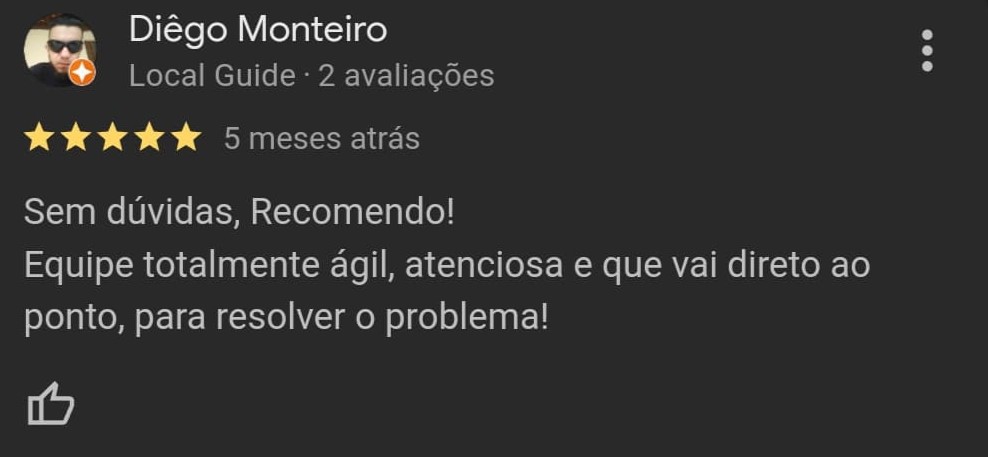 Diêgo Monteiro
Local Guide · 2 avaliações
5 meses atrás
Sem dúvidas, Recomendo!
Equipe totalmente ágil, atenciosa e que vai direto ao
ponto, para resolver o problema!